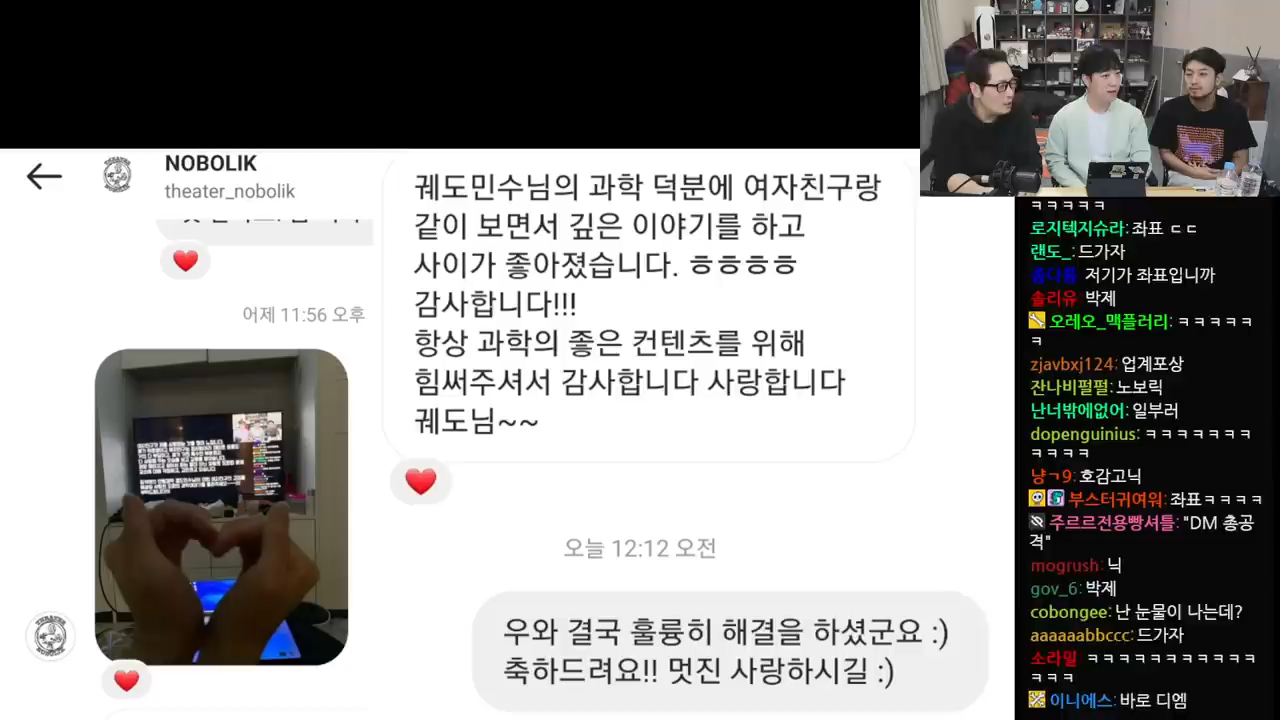 NOBOLIK
theater_nobolik
어제 11:56 오후
궤도민수님의 과학 덕분에 여자친구랑
같이 보면서 깊은 이야기를 하고
사이가 좋아졌습니다. ㅎㅎㅎㅎ
감사합니다!!!
항상 과학의 좋은 컨텐츠를 위해
힘써주셔서 감사합니다 사랑합니다
궤도님~~
오늘 12:12 오전
우와 결국 훌륭히 해결을 하셨군요 :)
축하드려요!! 멋진 사랑하시길 :)
ㅋㅋㅋㅋㅋ
로지텍지슈라: 좌표 ㄷㄷ
랜도_: 드가자
저기가 좌표입니까
솔리유: 박제
오레오_맥플러리: ㅋㅋㅋㅋㅋ
ㅋ
zjavbxj124: 업계포상
잔나비펄펄: 노보릭
난너밖에없어: 일부러
dopenguinius: ㅋㅋㅋㅋㅋㅋㅋ
ㅋㅋㅋㅋ
냥ㄱ9: 호감고닉
부스터귀여워: 좌표ㅋㅋㅋㅋ
주르르전용빵셔틀: "DM 총공
격"
mogrush: 닉
gov_6: 박제
cobongee: 난 눈물이 나는데?
aaaaaabbccc: 드가자
소라밀: ㅋㅋㅋㅋㅋㅋㅋㅋㅋㅋㅋ
ㅋㅋㅋ
이니에스: 바로 디엠